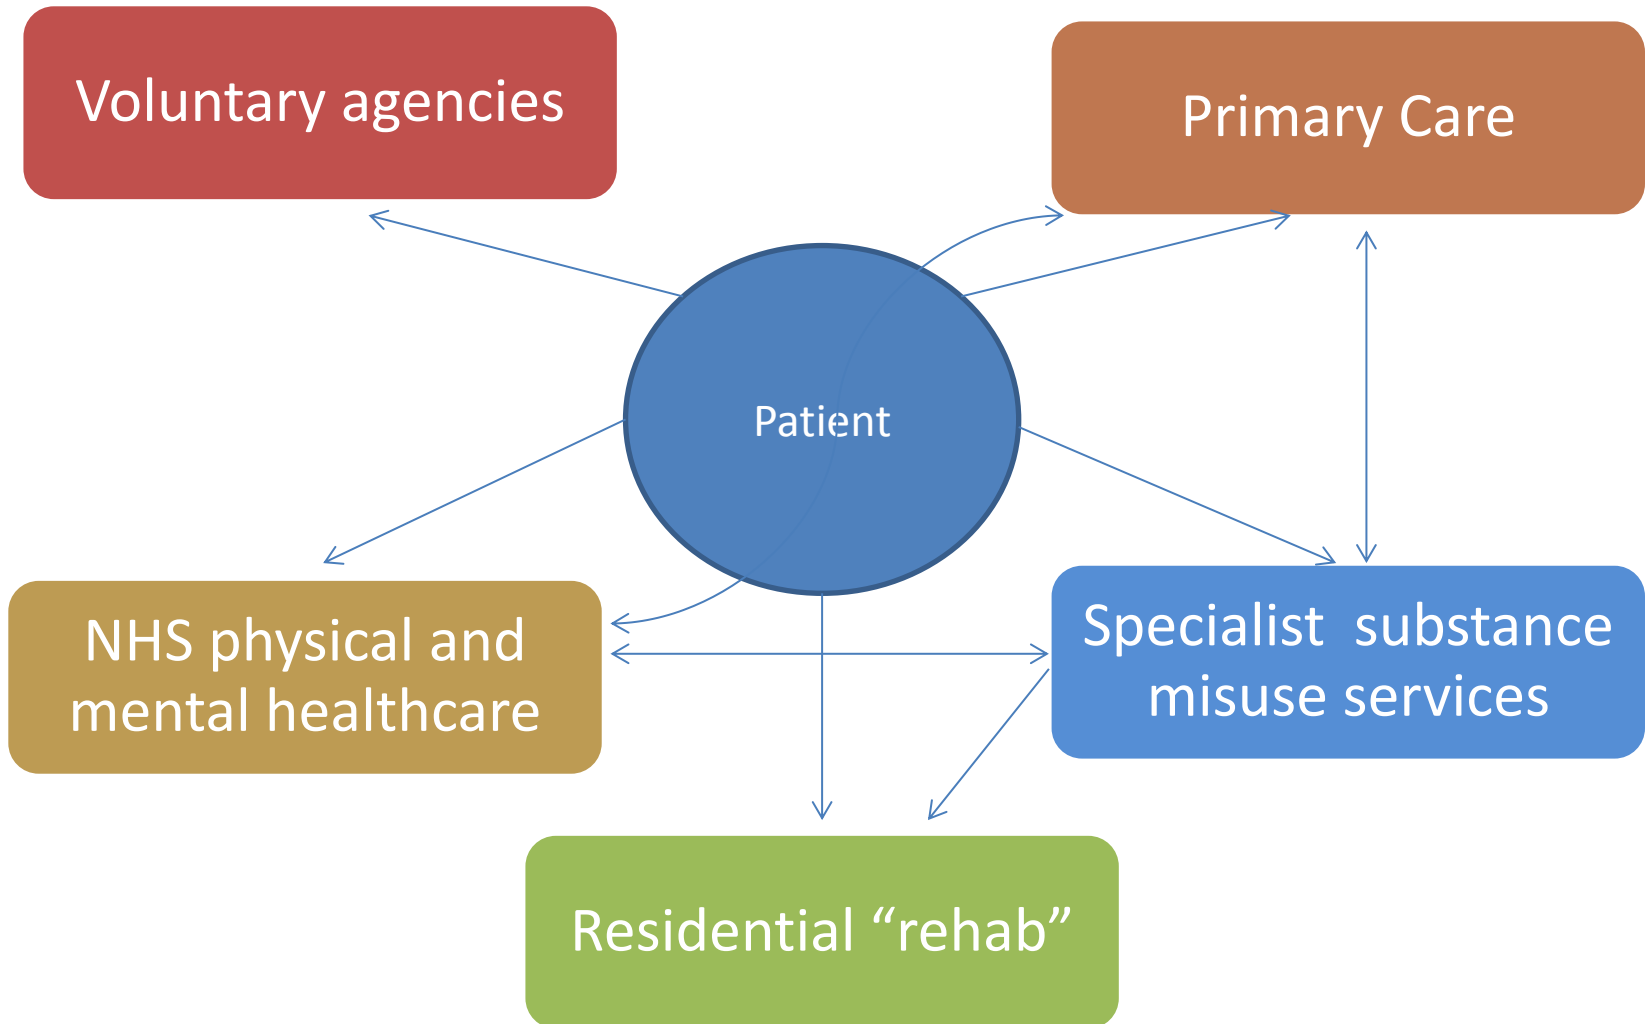 Voluntary agencies
Primary Care
Patient
NHS physical and
mental healthcare
Specialist  substance
misuse services
Residential “rehab”